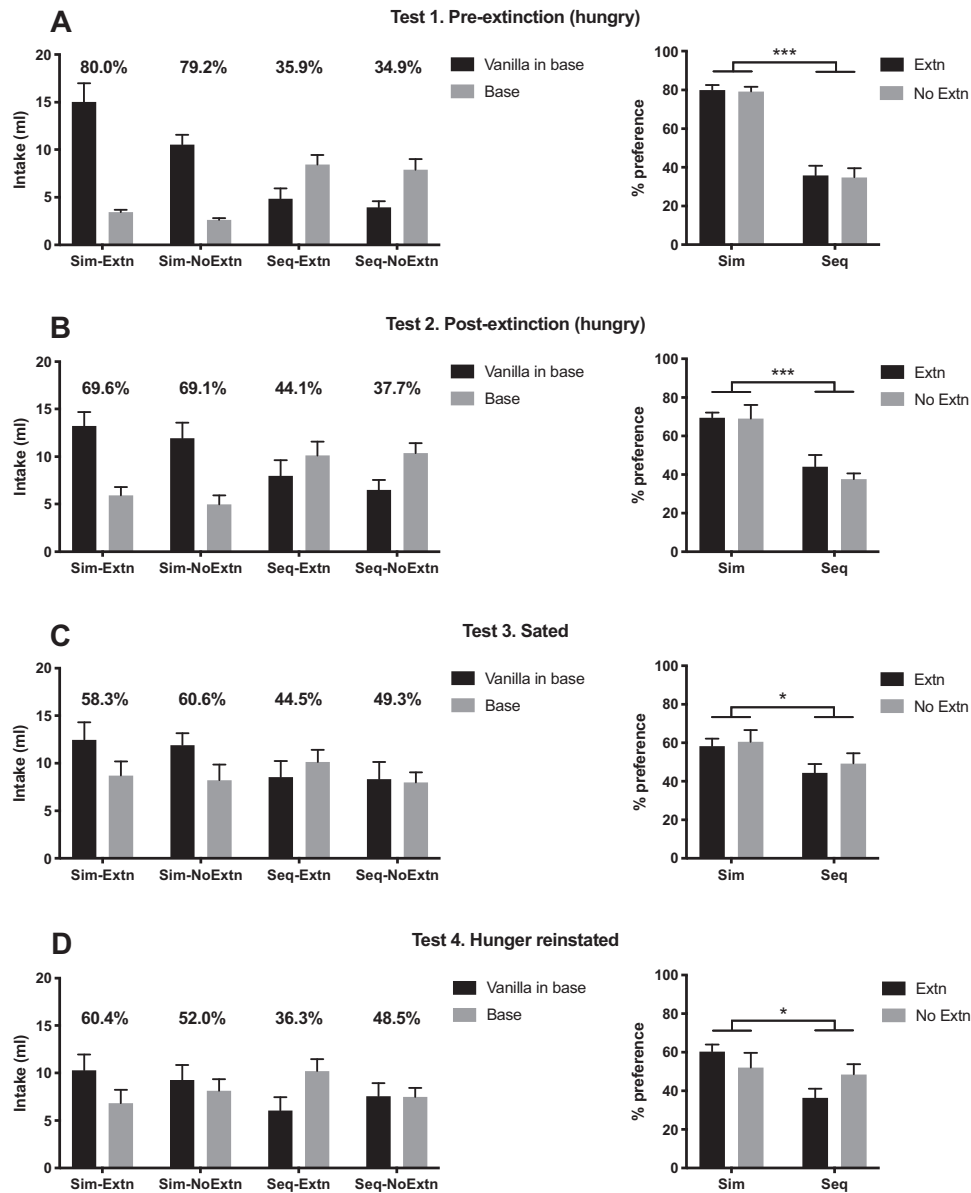 A
Test 1. Pre-extinction (hungry)
20
15
10
5
0
Intake (ml)
80.0% 79.2% 35.9% 34.9%
Vanilla in base
Base
Sim-Extn Sim-NoExtn Seq-Extn Seq-NoExtn
100
80
60
40
20
0
% preference
***
Extn
No Extn
Sim Seq
B
Test 2. Post-extinction (hungry)
20
15
10
5
0
Intake (ml)
69.6% 69.1% 44.1% 37.7%
Vanilla in base
Base
Sim-Extn Sim-NoExtn Seq-Extn Seq-NoExtn
100
80
60
40
20
0
% preference
***
Extn
No Extn
Sim Seq
C
Test 3. Sated
20
15
10
5
0
Intake (ml)
58.3% 60.6% 44.5% 49.3%
Vanilla in base
Base
Sim-Extn Sim-NoExtn Seq-Extn Seq-NoExtn
100
80
60
40
20
0
% preference
*
Extn
No Extn
Sim Seq
D
Test 4. Hunger reinstated
20
15
10
5
0
Intake (ml)
60.4% 52.0% 36.3% 48.5%
Vanilla in base
Base
Sim-Extn Sim-NoExtn Seq-Extn Seq-NoExtn
100
80
60
40
20
0
% preference
*
Extn
No Extn
Sim Seq